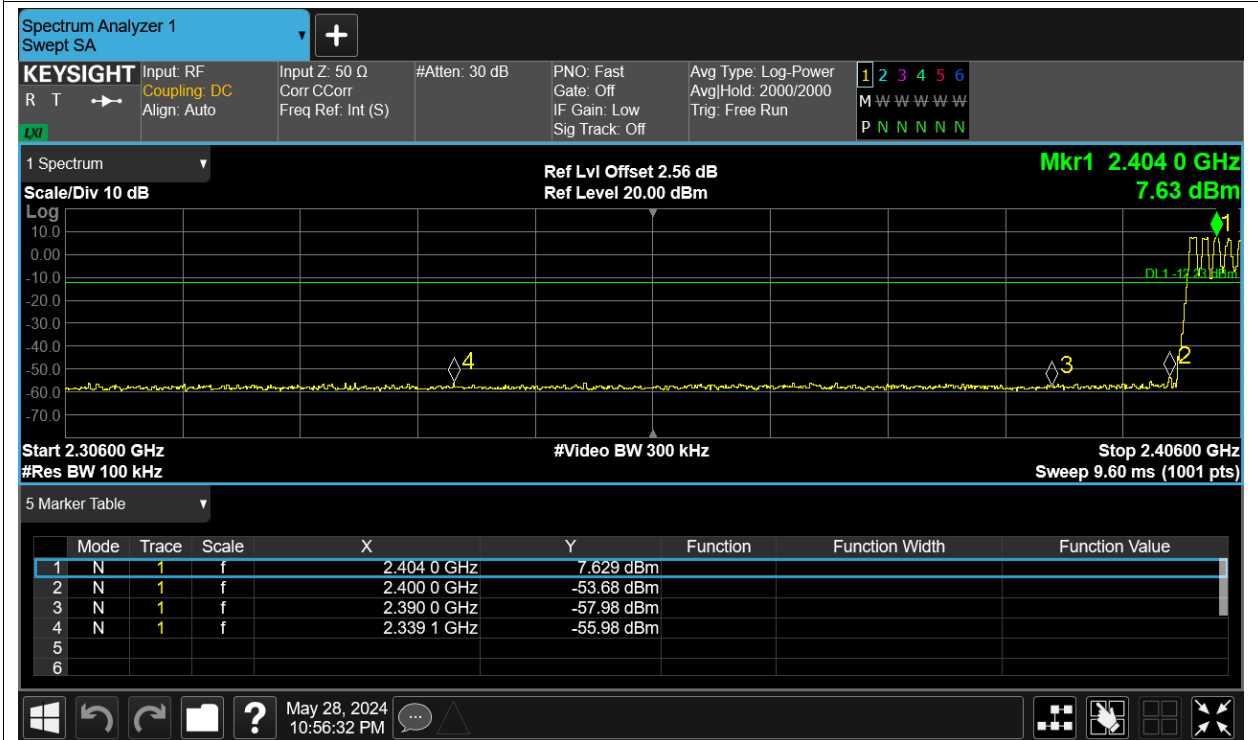 Spectrum Analyzer 1
Swept SA
+
KEYSIGHT Input: RF Input Z: 50 Ω #Atten: 30 dB PNO: Fast Avg Type: Log-Power 1 2 3 4 5 6
R T Coupling: DC Corr CCorr Gate: Off Avg|Hold: 2000/2000 M W W W W W
Align: Auto Freq Ref: Int (S) IF Gain: Low Trig: Free Run
LXI Sig Track: Off P N N N N N
1 Spectrum Ref Lvl Offset 2.56 dB Mkr1 2.404 0 GHz
Scale/Div 10 dB Ref Level 20.00 dBm 7.63 dBm
Log
1
10.0
0.00
-10.0 DL1 -12.23 dBm
-20.0
-30.0
-40.0
4 3 2
-50.0
-60.0
-70.0
Start 2.30600 GHz #Video BW 300 kHz Stop 2.40600 GHz
#Res BW 100 kHz Sweep 9.60 ms (1001 pts)
5 Marker Table
Mode Trace Scale X Y Function Function Width Function Value
1 N 1 f 2.404 0 GHz 7.629 dBm
2 N 1 f 2.400 0 GHz -53.68 dBm
3 N 1 f 2.390 0 GHz -57.98 dBm
4 N 1 f 2.339 1 GHz -55.98 dBm
5
6
? May 28, 2024
10:56:32 PM